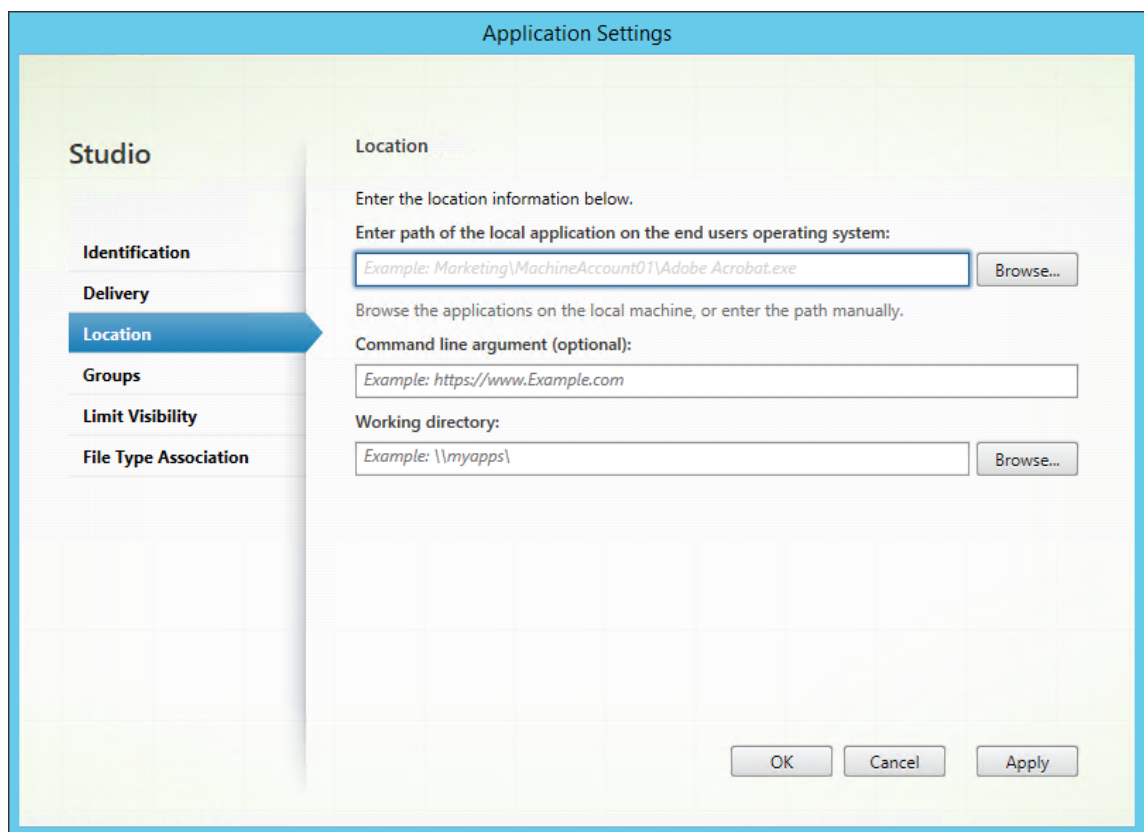 Application Settings
Studio
Identification
Delivery
Location
Groups
Limit Visibility
File Type Association
Location
Enter the location information below.
Enter path of the local application on the end users operating system:
Example: Marketing\MachineAccount01\Adobe Acrobat.exe
Browse...
Browse the applications on the local machine, or enter the path manually.
Command line argument (optional):
Example: https://www.Example.com
Working directory:
Example: \\myapps\
Browse...
OK
Cancel
Apply